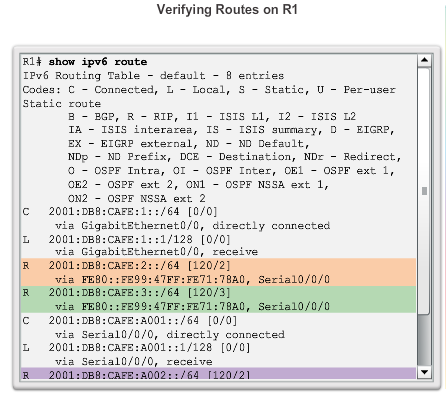 Verifying Routes on R1
R1# show ipv6 route
IPv6 Routing Table - default - 8 entries
Codes: C - Connected, L - Local, S - Static, U - Per-user
Static route
B - BGP, R - RIP, I1 - ISIS L1, I2 - ISIS L2
IA - ISIS interarea, IS - ISIS summary, D - EIGRP,
EX - EIGRP external, ND - ND Default,
NDp - ND Prefix, DCE - Destination, NDr - Redirect,
O - OSPF Intra, OI - OSPF Inter, OE1 - OSPF ext 1,
OE2 - OSPF ext 2, ON1 - OSPF NSSA ext 1,
ON2 - OSPF NSSA ext 2
C 2001:DB8:CAFE:1::/64 [0/0]
via GigabitEthernet0/0, directly connected
L 2001:DB8:CAFE:1::1/128 [0/0]
via GigabitEthernet0/0, receive
R 2001:DB8:CAFE:2::/64 [120/2]
via FE80::FE99:47FF:FE71:78A0, Serial0/0/0
R 2001:DB8:CAFE:3::/64 [120/3]
via FE80::FE99:47FF:FE71:78A0, Serial0/0/0
C 2001:DB8:CAFE:A001::/64 [0/0]
via Serial0/0/0, directly connected
L 2001:DB8:CAFE:A001::1/128 [0/0]
via Serial0/0/0, receive
R 2001:DB8:CAFE:A002::/64 [120/2]